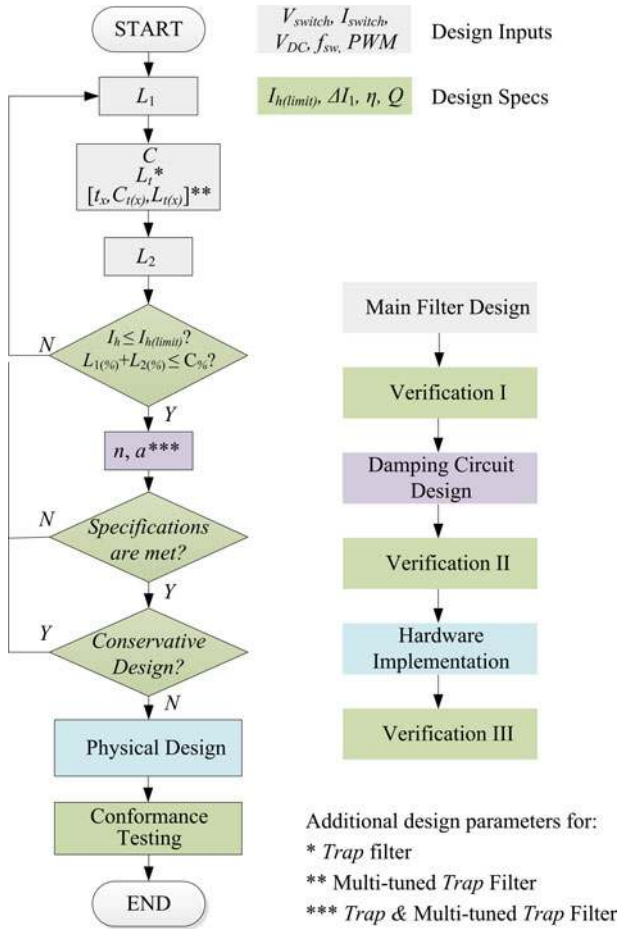 START
V_switch, I_switch,
V_DC, f_sw, PWM
Design Inputs
I_h(limit), ΔI_1, η, Q
Design Specs
L_1
C
L_t*
[t_x,C_t(x),L_t(x)]**
L_2
I_h ≤ I_h(limit)?
L_1(%)+L_2(%) ≤ C_%?
N
Y
n, a***
Specifications
are met?
N
Y
Conservative
Design?
Y
N
Physical Design
Conformance
Testing
END
Main Filter Design
Verification I
Damping Circuit
Design
Verification II
Hardware
Implementation
Verification III
Additional design parameters for:
* Trap filter
** Multi-tuned Trap Filter
*** Trap & Multi-tuned Trap Filter